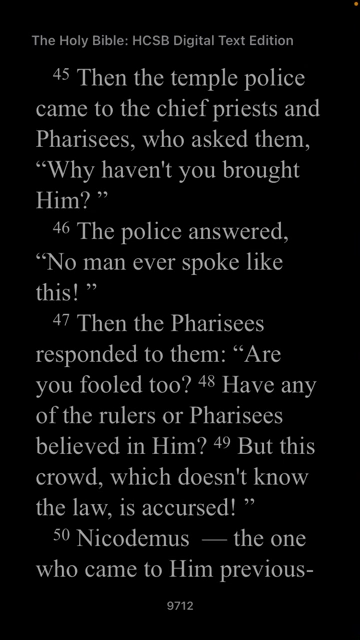 The Holy Bible: HCSB Digital Text Edition
45 Then the temple police
came to the chief priests and
Pharisees, who asked them,
“Why haven't you brought
Him? ”
46 The police answered,
“No man ever spoke like
this! ”
47 Then the Pharisees
responded to them: “Are
you fooled too? 48 Have any
of the rulers or Pharisees
believed in Him? 49 But this
crowd, which doesn't know
the law, is accursed! ”
50 Nicodemus — the one
who came to Him previous-
9712